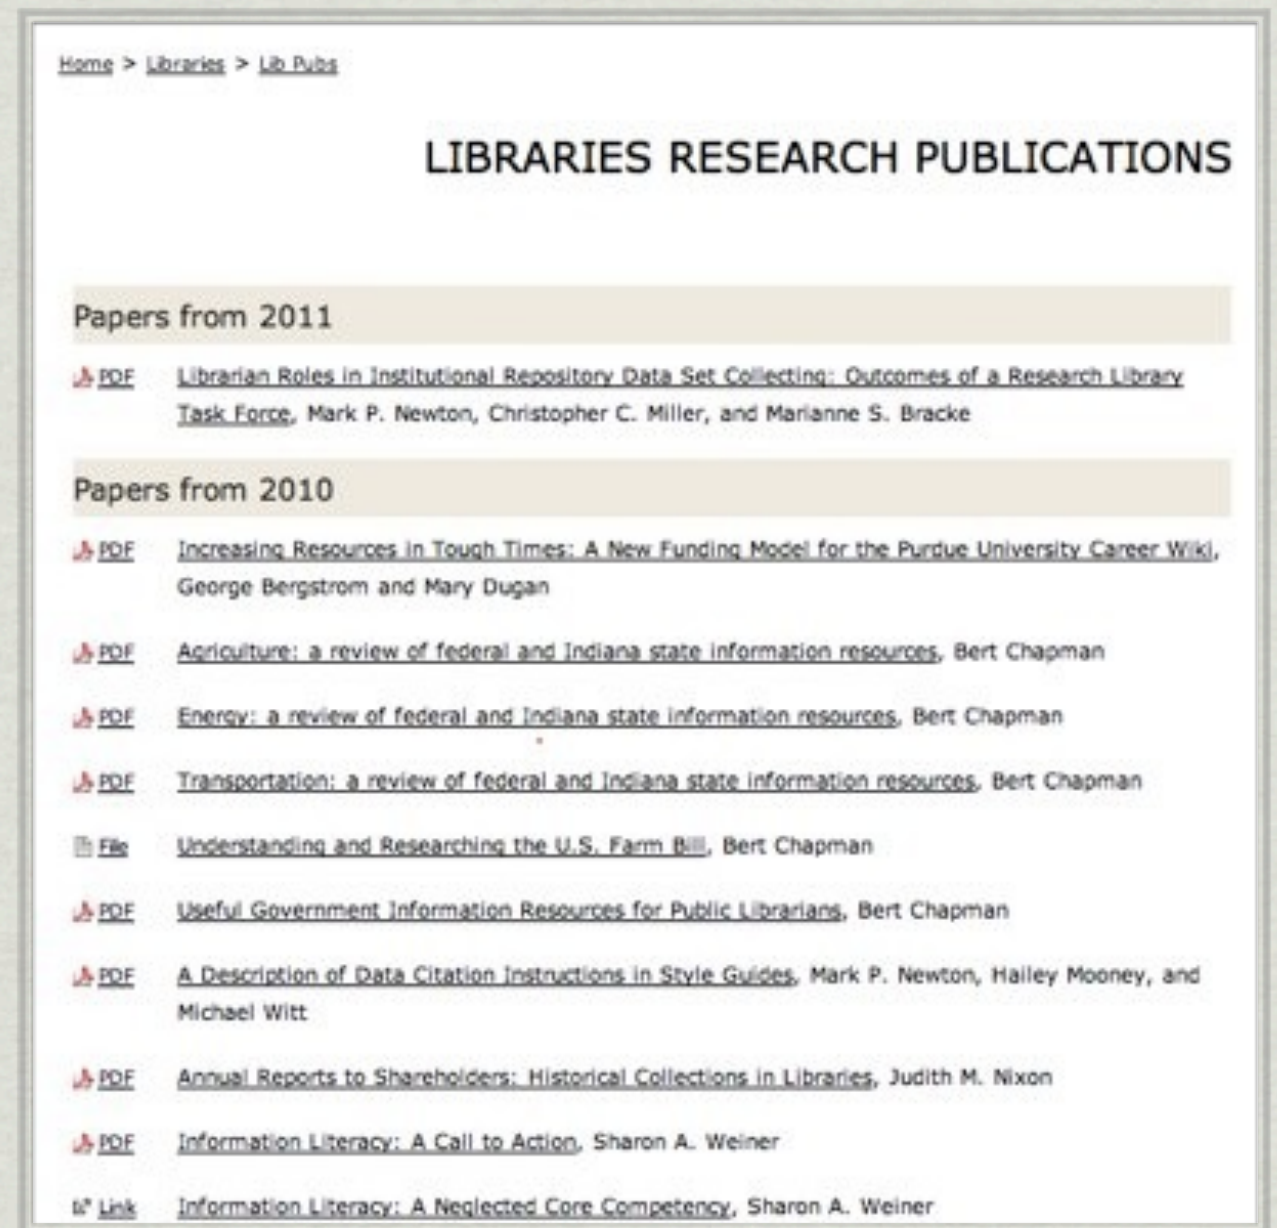 Home > Libraries > Lib Pubs
LIBRARIES RESEARCH PUBLICATIONS
Papers from 2011
PDF Librarian Roles in Institutional Repository Data Set Collecting: Outcomes of a Research Library
Task Force, Mark P. Newton, Christopher C. Miller, and Marianne S. Bracke
Papers from 2010
PDF Increasing Resources in Tough Times: A New Funding Model for the Purdue University Career Wiki,
George Bergstrom and Mary Dugan
PDF Agriculture: a review of federal and Indiana state information resources, Bert Chapman
PDF Energy: a review of federal and Indiana state information resources, Bert Chapman
PDF Transportation: a review of federal and Indiana state information resources, Bert Chapman
File Understanding and Researching the U.S. Farm Bill, Bert Chapman
PDF Useful Government Information Resources for Public Librarians, Bert Chapman
PDF A Description of Data Citation Instructions in Style Guides, Mark P. Newton, Hailey Mooney, and
Michael Witt
PDF Annual Reports to Shareholders: Historical Collections in Libraries, Judith M. Nixon
PDF Information Literacy: A Call to Action, Sharon A. Weiner
Link Information Literacy: A Neglected Core Competency, Sharon A. Weiner